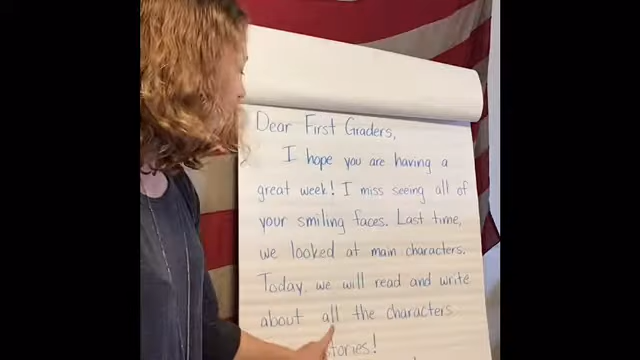 Dear First Graders,
I hope you are having a
great week! I miss seeing all of
your smiling faces. Last time,
we looked at main characters.
Today, we will read and write
about all the characters
stories!